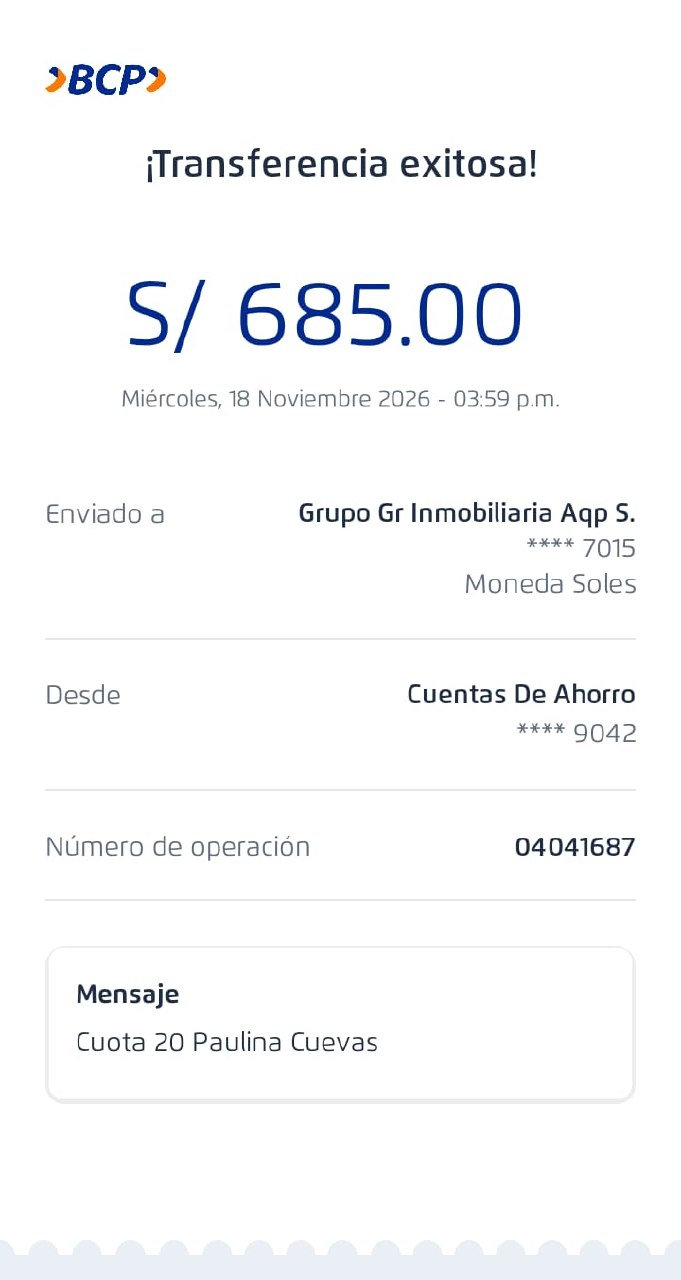 BCP
¡Transferencia exitosa!
S/ 685.00
Miércoles, 18 Noviembre 2026 - 03:59 p.m.
Enviado a
Grupo Gr Inmobiliaria Aqp S.
**** 7015
Moneda Soles
Desde
Cuentas De Ahorro
**** 9042
Número de operación
04041687
Mensaje
Cuota 20 Paulina Cuevas